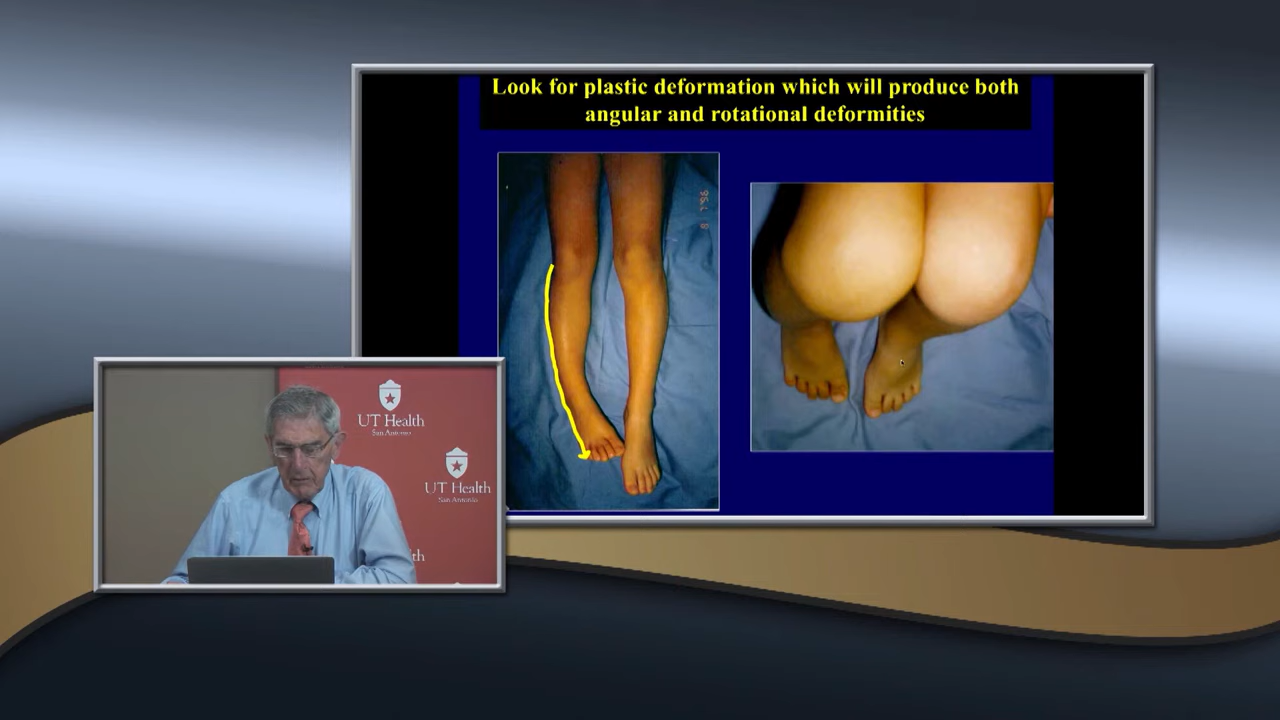 Look for plastic deformation which will produce both
angular and rotational deformities
UT Health
San Antonio
UT Health
San Antonio
th